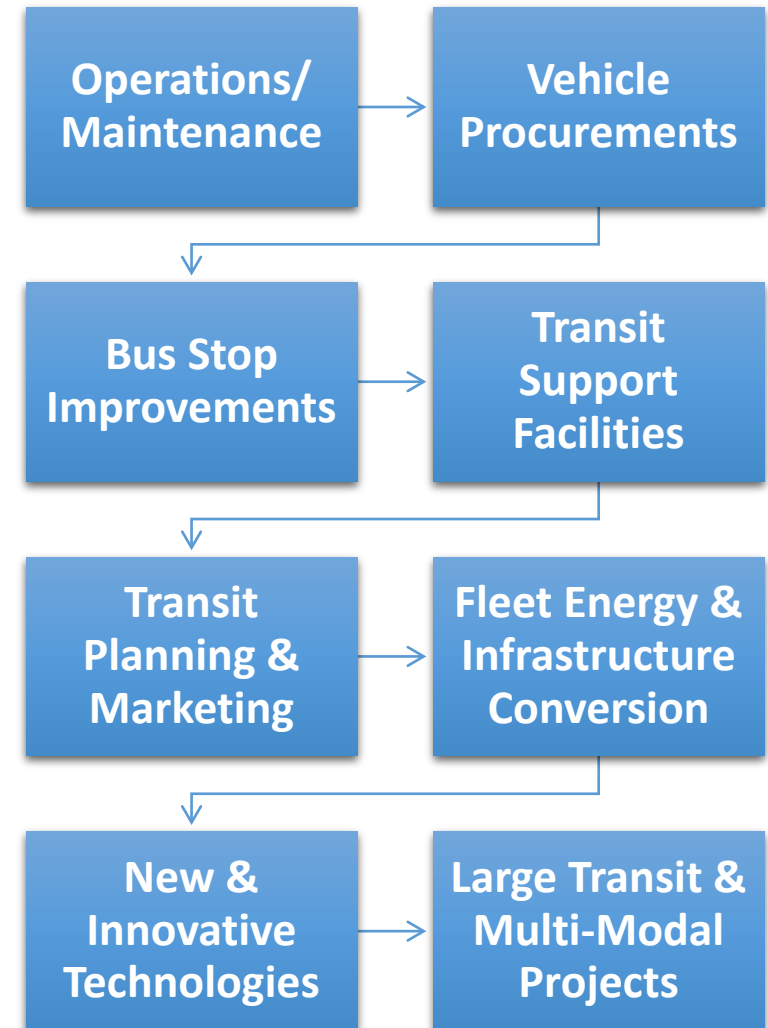 Operations/
Maintenance
Vehicle
Procurements
Bus Stop
Improvements
Transit
Support
Facilities
Transit
Planning &
Marketing
Fleet Energy &
Infrastructure
Conversion
New &
Innovative
Technologies
Large Transit &
Multi-Modal
Projects